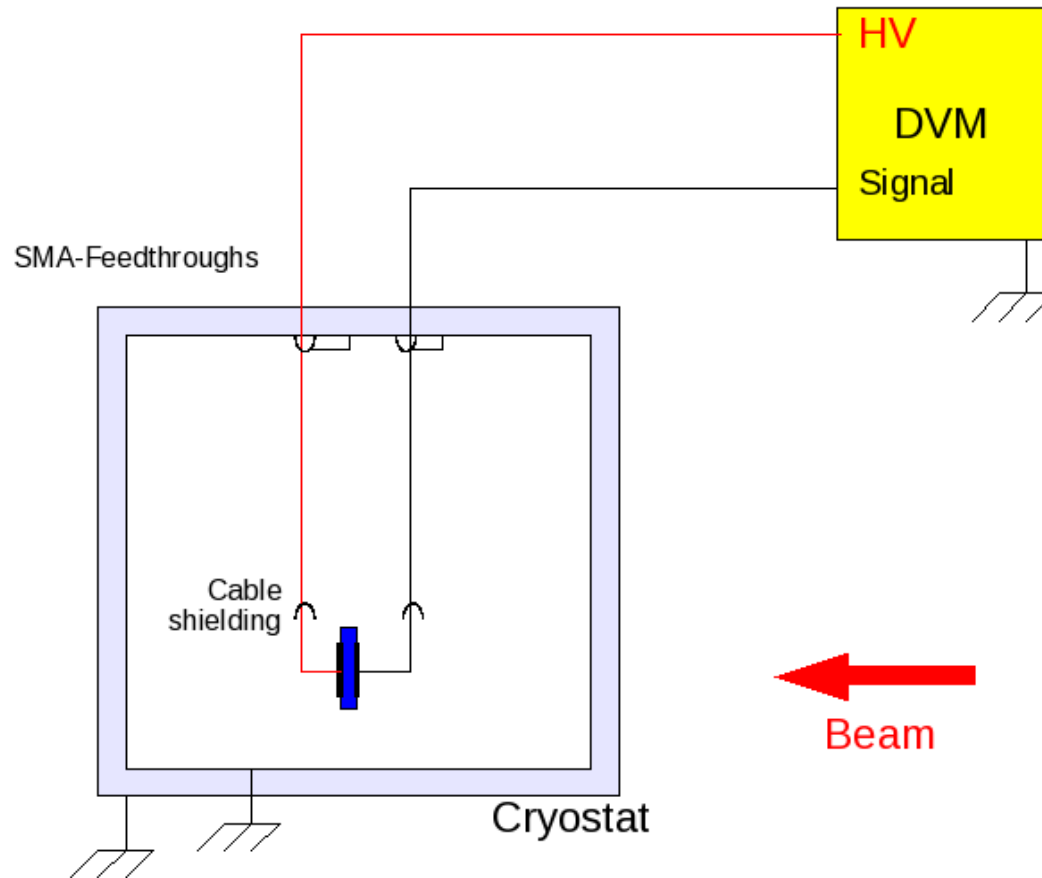 HV
DVM
Signal
SMA-Feedthroughs
Cable
shielding
Beam
Cryostat